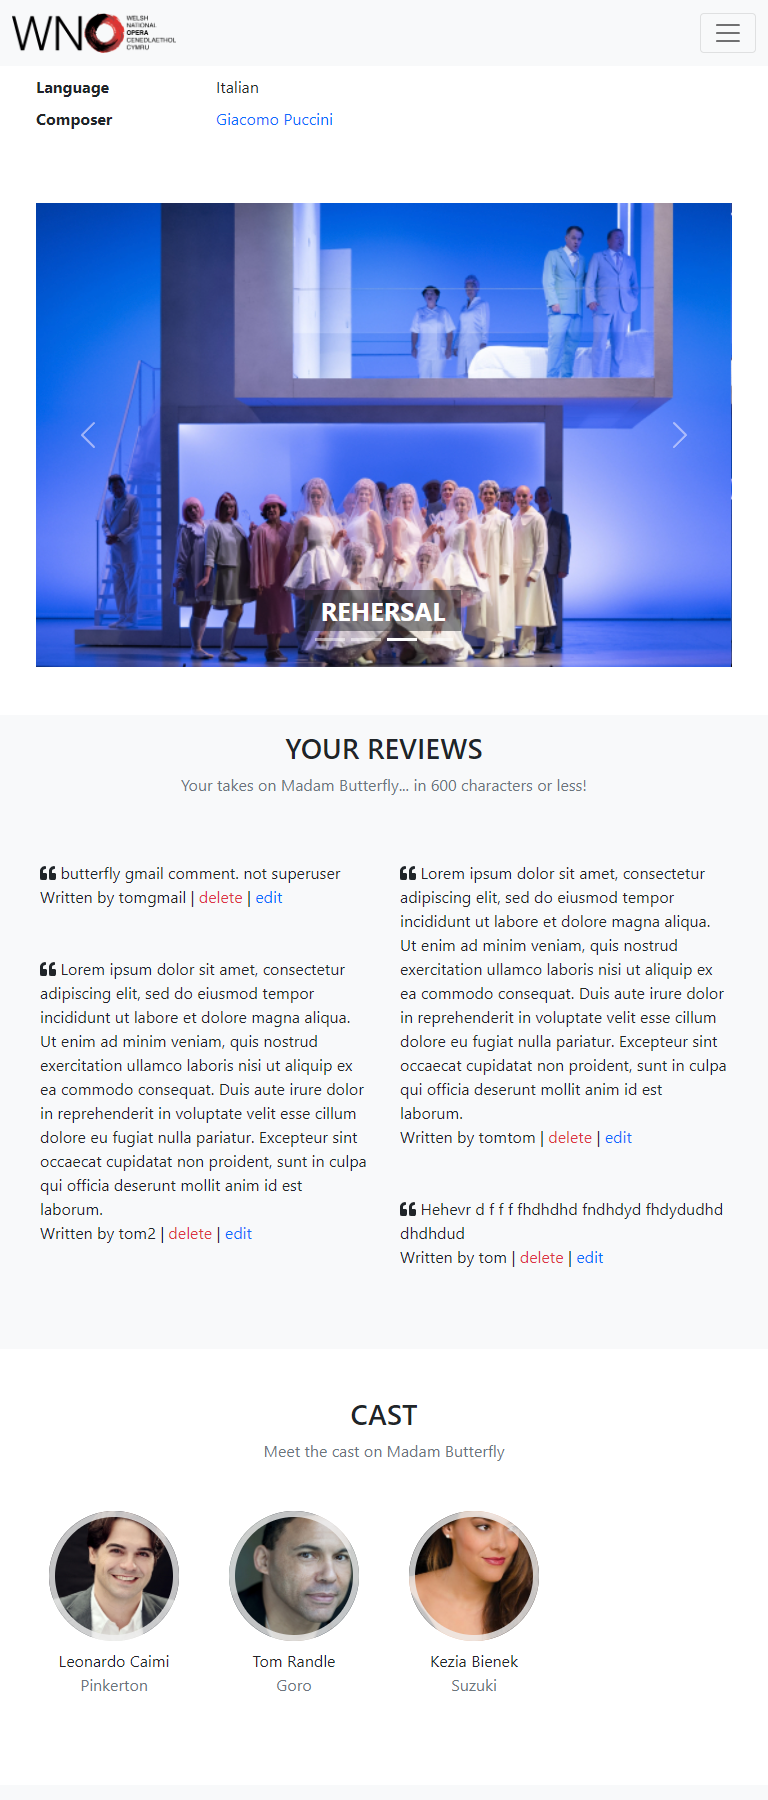 WNO
WELSH
NATIONAL
OPERA
CENEDLAETHOL
CYMRU
Language Italian
Composer Giacomo Puccini
REHERSAL
YOUR REVIEWS
Your takes on Madam Butterfly... in 600 characters or less!
butterfly gmail comment. not superuser
Written by tomgmail | delete | edit
Lorem ipsum dolor sit amet, consectetur
adipiscing elit, sed do eiusmod tempor
incididunt ut labore et dolore magna aliqua.
Ut enim ad minim veniam, quis nostrud
exercitation ullamco laboris nisi ut aliquip ex
ea commodo consequat. Duis aute irure dolor
in reprehenderit in voluptate velit esse cillum
dolore eu fugiat nulla pariatur. Excepteur sint
occaecat cupidatat non proident, sunt in culpa
qui officia deserunt mollit anim id est
laborum.
Written by tom2 | delete | edit
Lorem ipsum dolor sit amet, consectetur
adipiscing elit, sed do eiusmod tempor
incididunt ut labore et dolore magna aliqua.
Ut enim ad minim veniam, quis nostrud
exercitation ullamco laboris nisi ut aliquip ex
ea commodo consequat. Duis aute irure dolor
in reprehenderit in voluptate velit esse cillum
dolore eu fugiat nulla pariatur. Excepteur sint
occaecat cupidatat non proident, sunt in culpa
qui officia deserunt mollit anim id est
laborum.
Written by tomtom | delete | edit
Hehevr d f f f fhdhdhd fndhdyd fhdydudhd
dhdhdud
Written by tom | delete | edit
CAST
Meet the cast on Madam Butterfly
Leonardo Caimi
Pinkerton
Tom Randle
Goro
Kezia Bienek
Suzuki